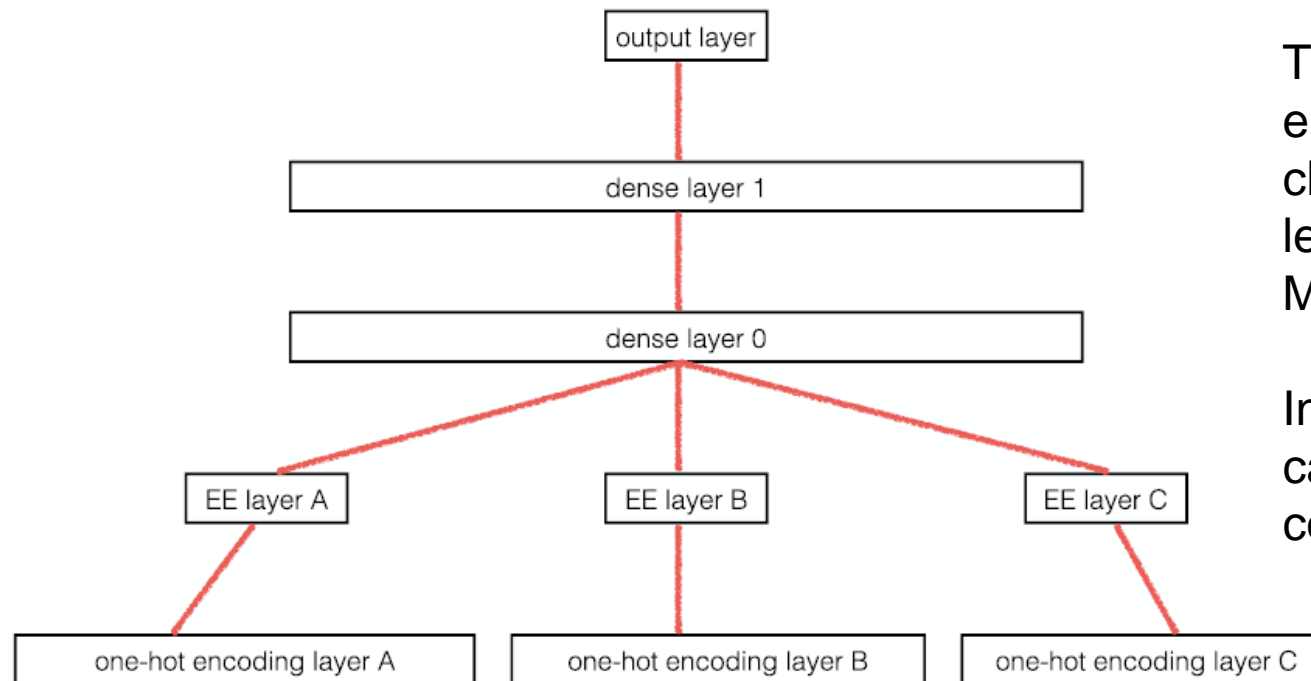 output layer
dense layer 1
dense layer 0
EE layer A
EE layer B
EE layer C
one-hot encoding layer A
one-hot encoding layer B
one-hot encoding layer C